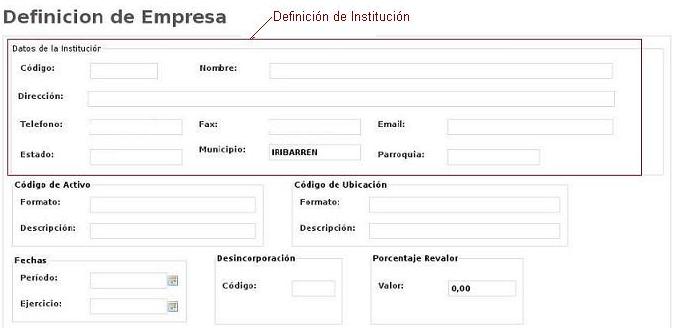 Definicion de Empresa
Definición de Institución
Datos de la Institución
Código: Nombre:
Dirección:
Telefono: Fax: Email:
Estado: Municipio: IRIBARREN Parroquia:
Código de Activo Código de Ubicación
Formato: Formato:
Descripción: Descripción:
Fechas Desincorporación Porcentaje Revalor
Período: Código: Valor: 0,00
Ejercicio: